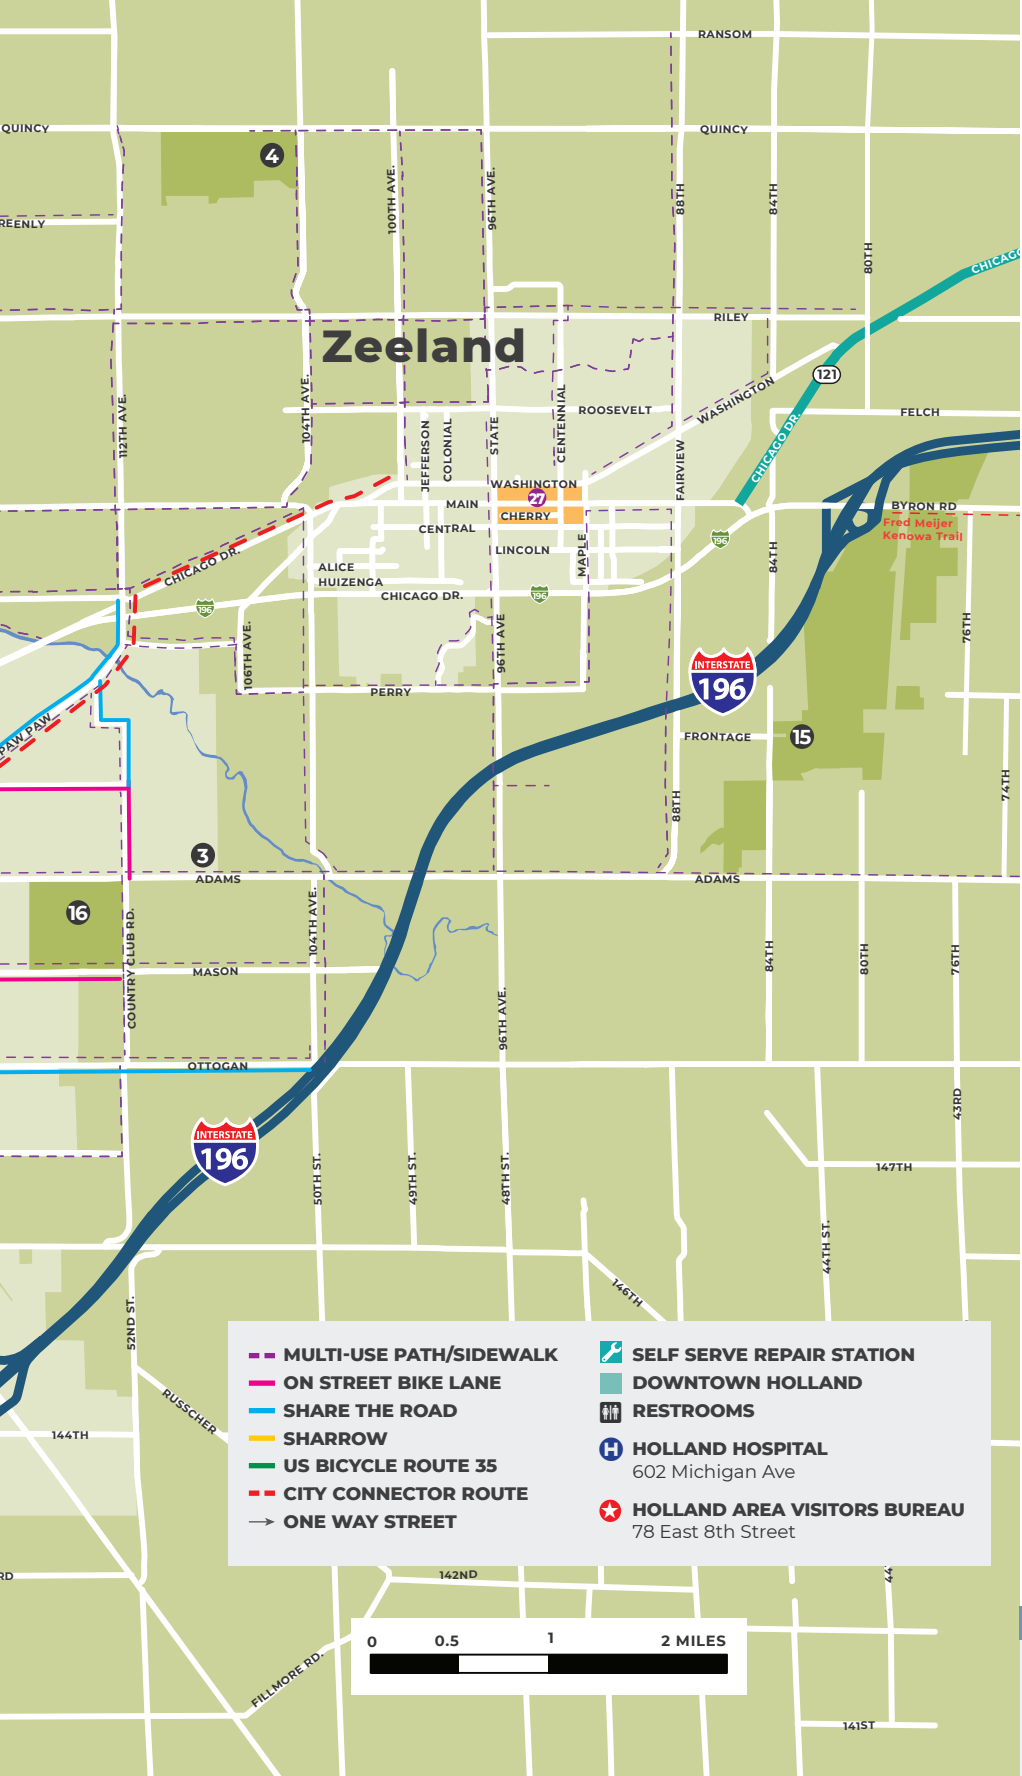 RANSOM
QUINCY
QUINCY
4
100TH AVE.
96TH AVE.
88TH
84TH
REENLY
80TH
CHICAGO
RILEY
Zeeland
121
112TH AVE.
104TH AVE.
WASHINGTON
ROOSEVELT
FELCH
JEFFERSON
COLONIAL
STATE
CENTENNIAL
FAIRVIEW
CHICAGO DR.
WASHINGTON
27
MAIN
CHERRY
BYRON RD
Fred Meijer
Kenowa Trail
CENTRAL
LINCOLN
MAPLE
196
84TH
CHICAGO DR.
ALICE
HUIZENGA
CHICAGO DR.
196
196
76TH
106TH AVE.
96TH AVE
INTERSTATE
196
PERRY
PAW PAW
FRONTAGE
15
88TH
74TH
3
ADAMS
ADAMS
16
COUNTRY CLUB RD.
104TH AVE.
84TH
80TH
76TH
MASON
96TH AVE.
OTTOGAN
43RD
INTERSTATE
196
50TH ST.
49TH ST.
48TH ST.
147TH
44TH ST.
146TH
52ND ST.
RUSSCHER
144TH
MULTI-USE PATH/SIDEWALK
ON STREET BIKE LANE
SHARE THE ROAD
SHARROW
US BICYCLE ROUTE 35
CITY CONNECTOR ROUTE
ONE WAY STREET
SELF SERVE REPAIR STATION
DOWNTOWN HOLLAND
RESTROOMS
H HOLLAND HOSPITAL
602 Michigan Ave
HOLLAND AREA VISITORS BUREAU
78 East 8th Street
RD
142ND
44
0 0.5 1 2 MILES
FILLMORE RD.
141ST